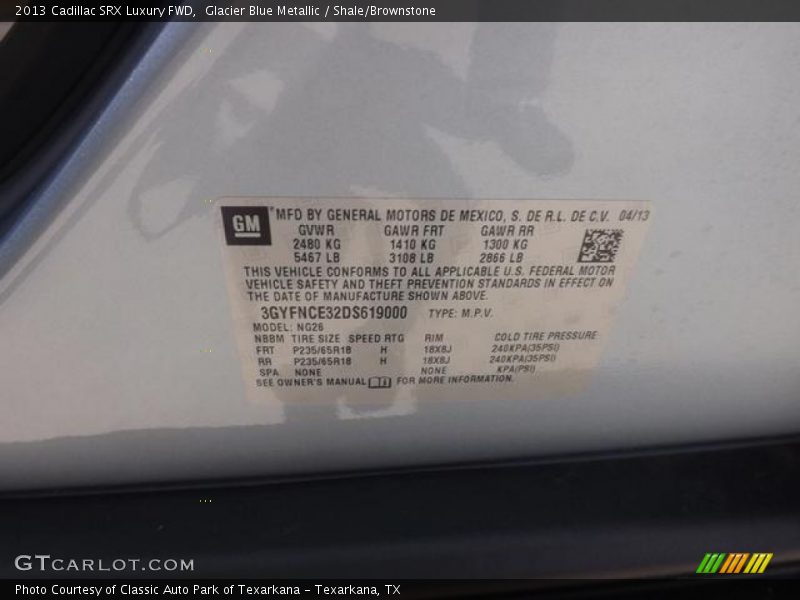 2013 Cadillac SRX Luxury FWD,  Glacier Blue Metallic / Shale/Brownstone
GM
® MFD BY GENERAL MOTORS DE MEXICO, S. DE R.L. DE C.V. 04/13
GVWR GAWR FRT GAWR RR
2480 KG 1410 KG 1300 KG
5467 LB 3108 LB 2866 LB
THIS VEHICLE CONFORMS TO ALL APPLICABLE U.S. FEDERAL MOTOR
VEHICLE SAFETY AND THEFT PREVENTION STANDARDS IN EFFECT ON
THE DATE OF MANUFACTURE SHOWN ABOVE.
3GYFNCE32DS619000 TYPE: M.P.V.
MODEL: NG26
NBBM TIRE SIZE SPEED RTG RIM COLD TIRE PRESSURE
FRT P235/65R18 H 18X8J 240KPA(35PSI)
RR P235/65R18 H 18X8J 240KPA(35PSI)
SPA NONE NONE KPA(PSI)
SEE OWNER'S MANUAL FOR MORE INFORMATION.
GTCARLOT.COM
Photo Courtesy of Classic Auto Park of Texarkana - Texarkana, TX